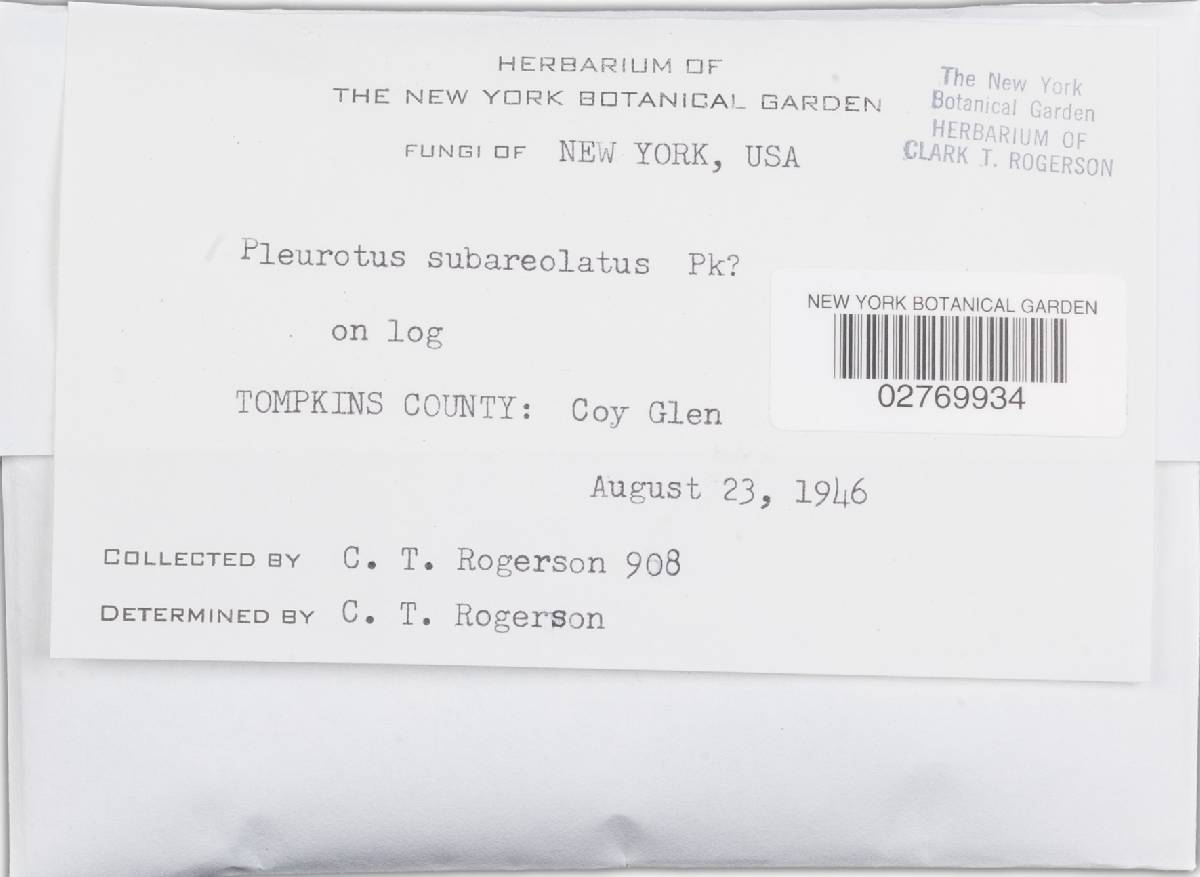 HERBARIUM OF
THE NEW YORK BOTANICAL GARDEN
FUNGI OF NEW YORK, USA
The New York
Botanical Garden
HERBARIUM OF
CLARK T. ROGERSON
Pleurotus subareolatus Pk?
on log
TOMPKINS COUNTY: Coy Glen
August 23, 1946
NEW YORK BOTANICAL GARDEN
02769934
COLLECTED BY C. T. Rogerson 908
DETERMINED BY C. T. Rogerson